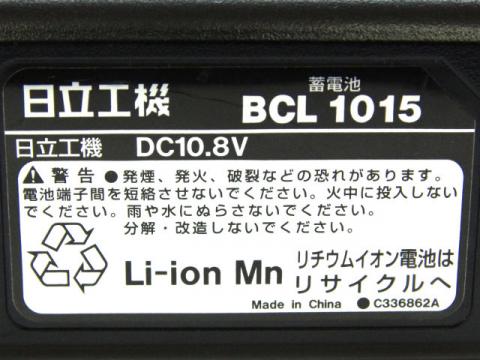 日立工機 蓄電池 BCL 1015
日立工機 DC10.8V
⚠ 警告 ●発煙、発火、破裂などの恐れがあります。
電池端子間を短絡させないでください。火中に投入しない
でください。雨や水にぬらさないでください。
分解・改造しないでください。
Li-ion Mn リチウムイオン電池は
リサイクルへ
Made in China ●C336862A